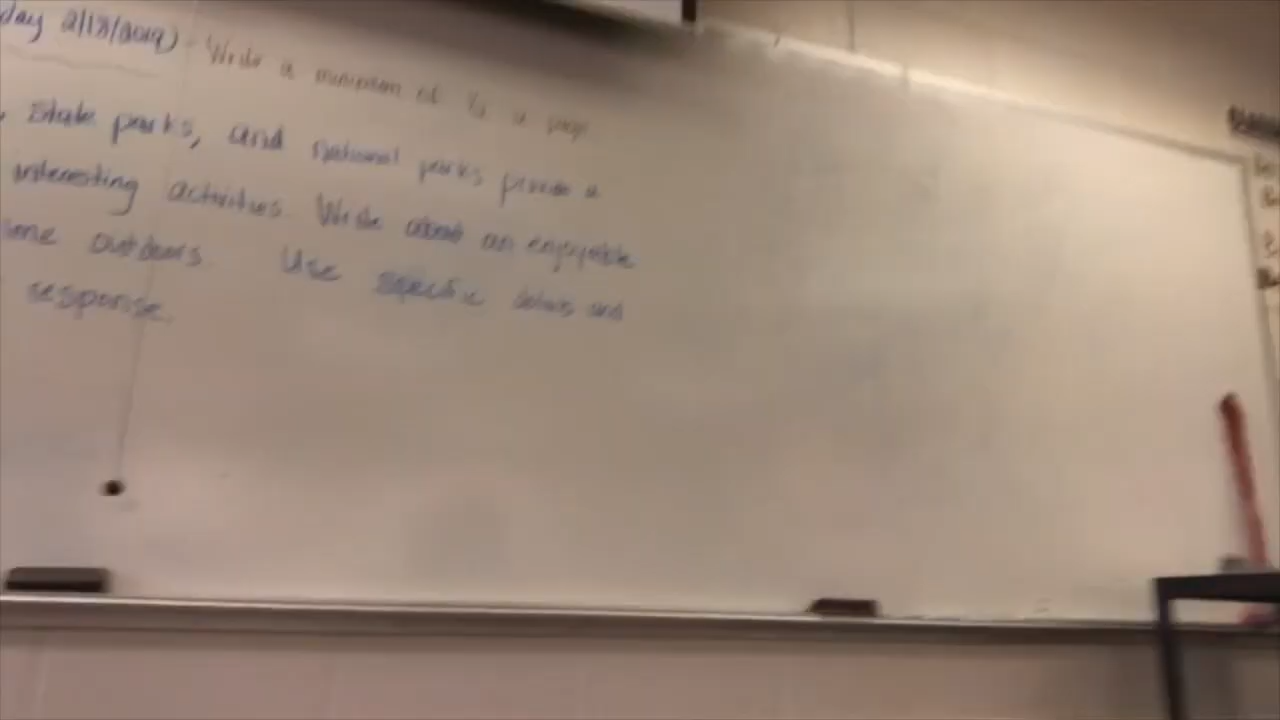 day 2/18/2019) - Write a minimum of ½ a page
State parks, and national parks provide a
interesting activities. Write about an enjoyable
time outdoors. Use specific details and
response.